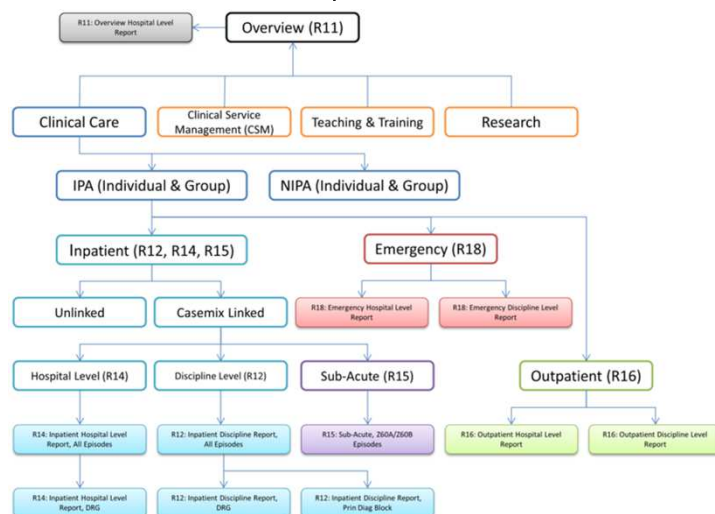 R11: Overview Hospital Level
Report
Overview (R11)
Clinical Care
Clinical Service
Management (CSM)
Teaching & Training
Research
IPA (Individual & Group)
NIPA (Individual & Group)
Inpatient (R12, R14, R15)
Emergency (R18)
Unlinked
Casemix Linked
R18: Emergency Hospital Level
Report
R18: Emergency Discipline Level
Report
Hospital Level (R14)
Discipline Level (R12)
Sub-Acute (R15)
Outpatient (R16)
R14: Inpatient Hospital Level
Report, All Episodes
R12: Inpatient Discipline Report,
All Episodes
R15: Sub-Acute, Z60A/Z60B
Episodes
R16: Outpatient Hospital Level
Report
R16: Outpatient Discipline Level
Report
R14: Inpatient Hospital Level
Report, DRG
R12: Inpatient Discipline Report,
DRG
R12: Inpatient Discipline Report,
Prin Diag Block